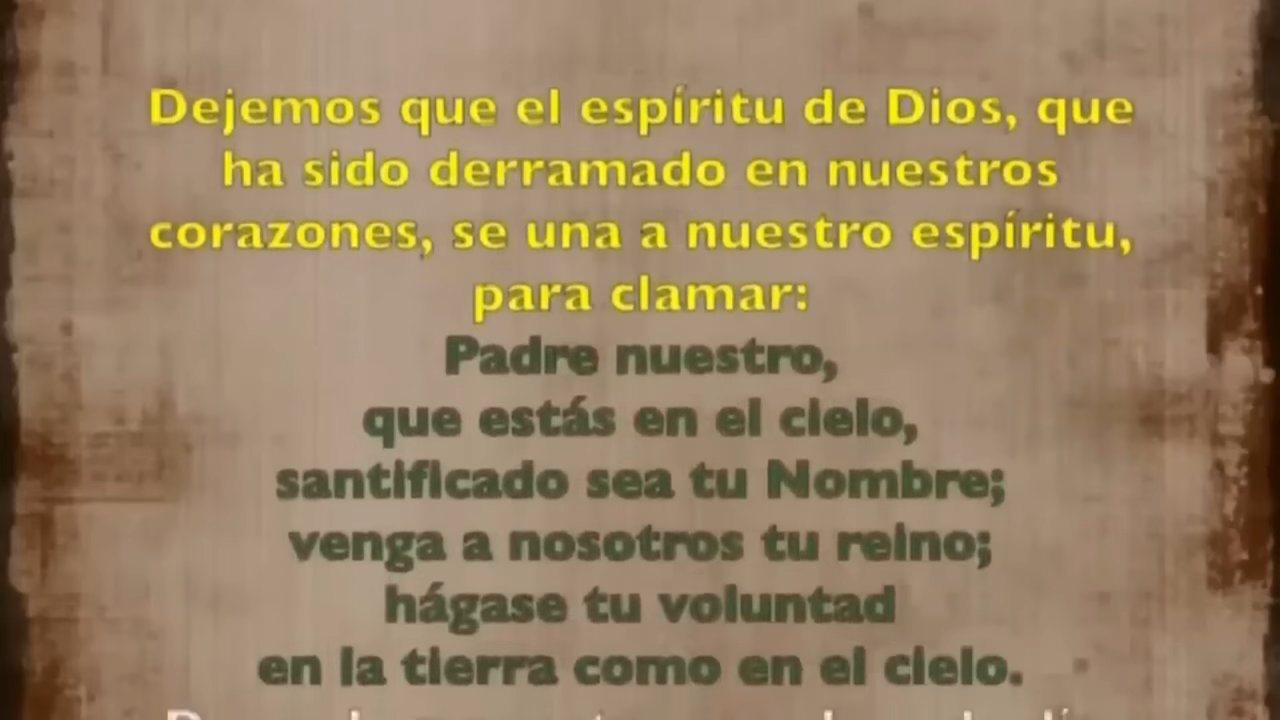 Dejemos que el espíritu de Dios, que
ha sido derramado en nuestros
corazones, se una a nuestro espíritu,
para clamar:
Padre nuestro,
que estás en el cielo,
santificado sea tu Nombre;
venga a nosotros tu reino;
hágase tu voluntad
en la tierra como en el cielo.